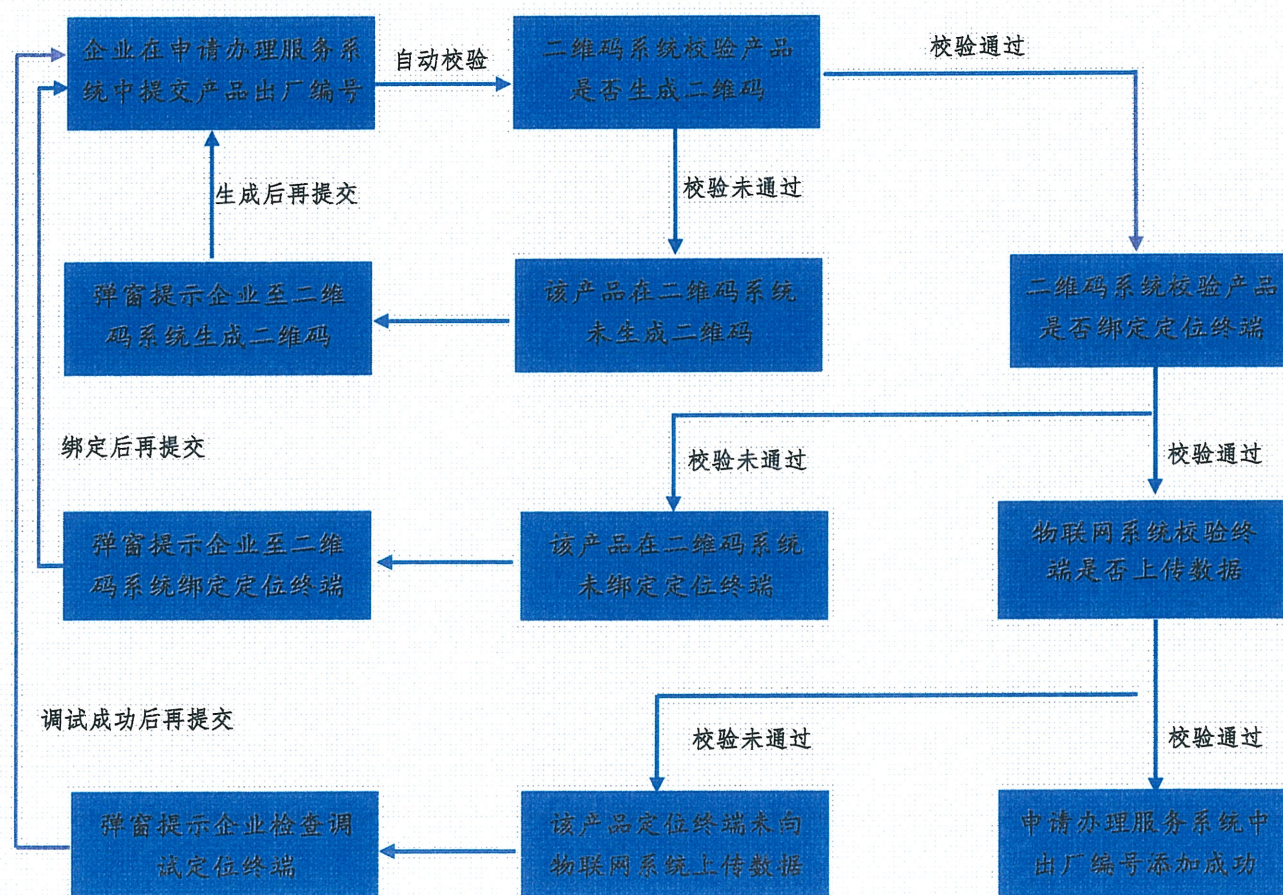 企业在申请办理服务系
统中提交产品出厂编号
自动校验
二维码系统校验产品
是否生成二维码
校验通过
生成后再提交
校验未通过
弹窗提示企业至二维
码系统生成二维码
该产品在二维码系统
未生成二维码
二维码系统校验产品
是否绑定定位终端
绑定后再提交
校验未通过
校验通过
弹窗提示企业至二维
码系统绑定定位终端
该产品在二维码系统
未绑定定位终端
物联网系统校验终
端是否上传数据
调试成功后再提交
校验未通过
校验通过
弹窗提示企业检查调
试定位终端
该产品定位终端未向
物联网系统上传数据
申请办理服务系统中
出厂编号添加成功